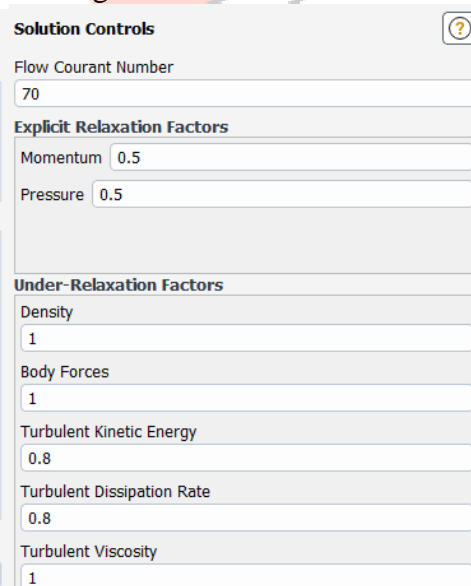 Solution Controls
?
Flow Courant Number
70
Explicit Relaxation Factors
Momentum 0.5
Pressure 0.5
Under-Relaxation Factors
Density
1
Body Forces
1
Turbulent Kinetic Energy
0.8
Turbulent Dissipation Rate
0.8
Turbulent Viscosity
1